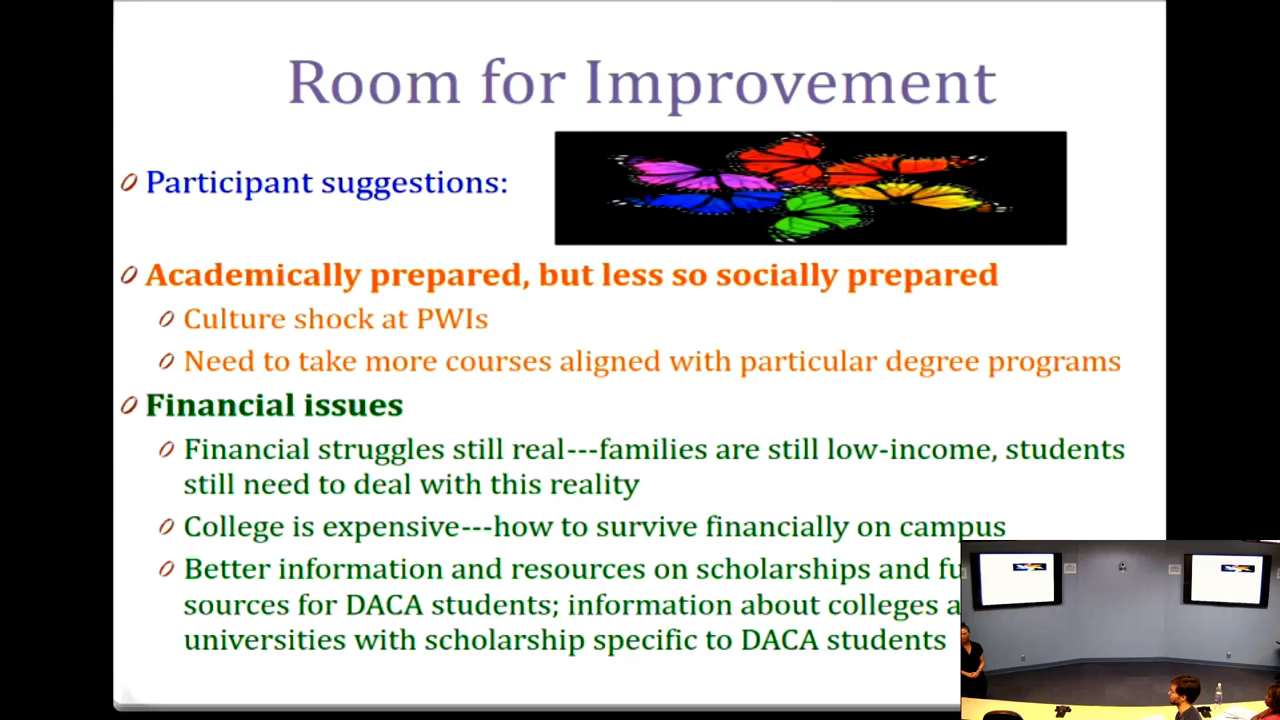 Room for Improvement
Participant suggestions:
Academically prepared, but less so socially prepared
Culture shock at PWIs
Need to take more courses aligned with particular degree programs
Financial issues
Financial struggles still real---families are still low-income, students
still need to deal with this reality
College is expensive---how to survive financially on campus
Better information and resources on scholarships and
sources for DACA students; information about colleges
universities with scholarship specific to DACA students